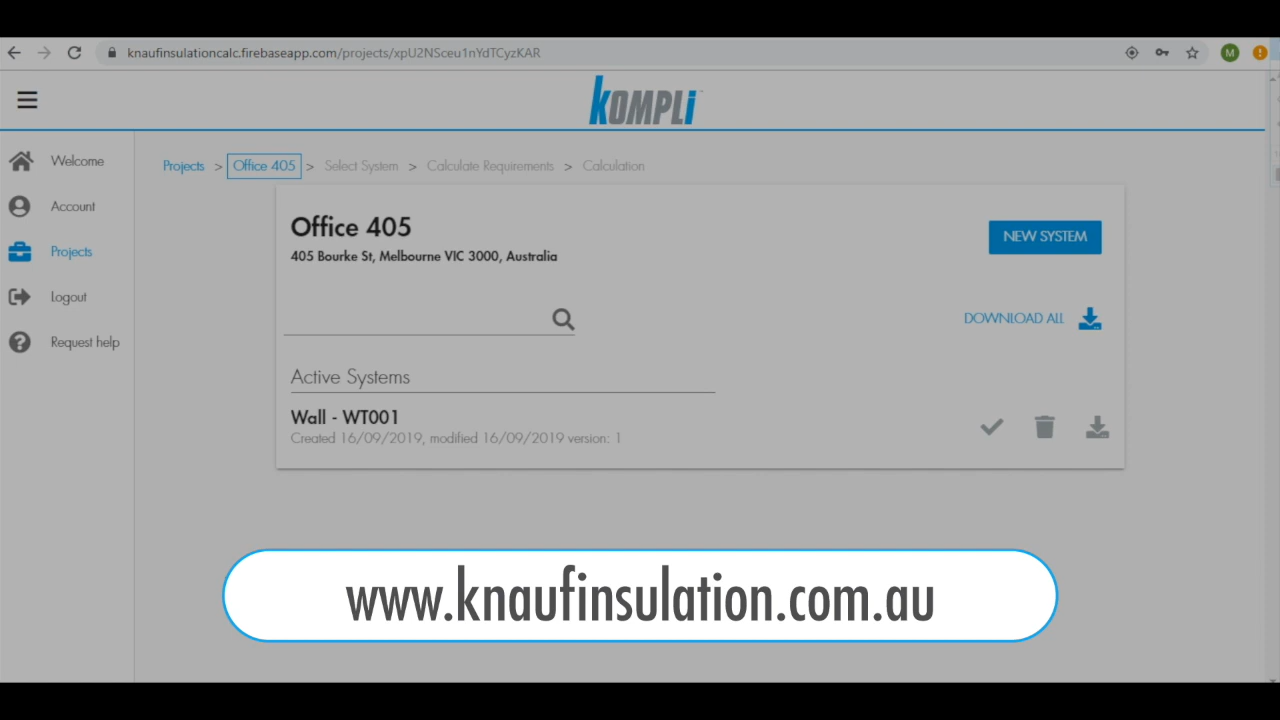 knaufinsulationcalc.firebaseapp.com/projects/xpU2NSceu1nYdTCyzKAR
M
KOMPLi
Welcome
Account
Projects
Logout
Request help
Projects > Office 405 > Select System > Calculate Requirements > Calculation
Office 405
405 Bourke St, Melbourne VIC 3000, Australia
NEW SYSTEM
DOWNLOAD ALL
Active Systems
Wall - WT001
Created 16/09/2019, modified 16/09/2019 version: 1
www.knaufinsulation.com.au